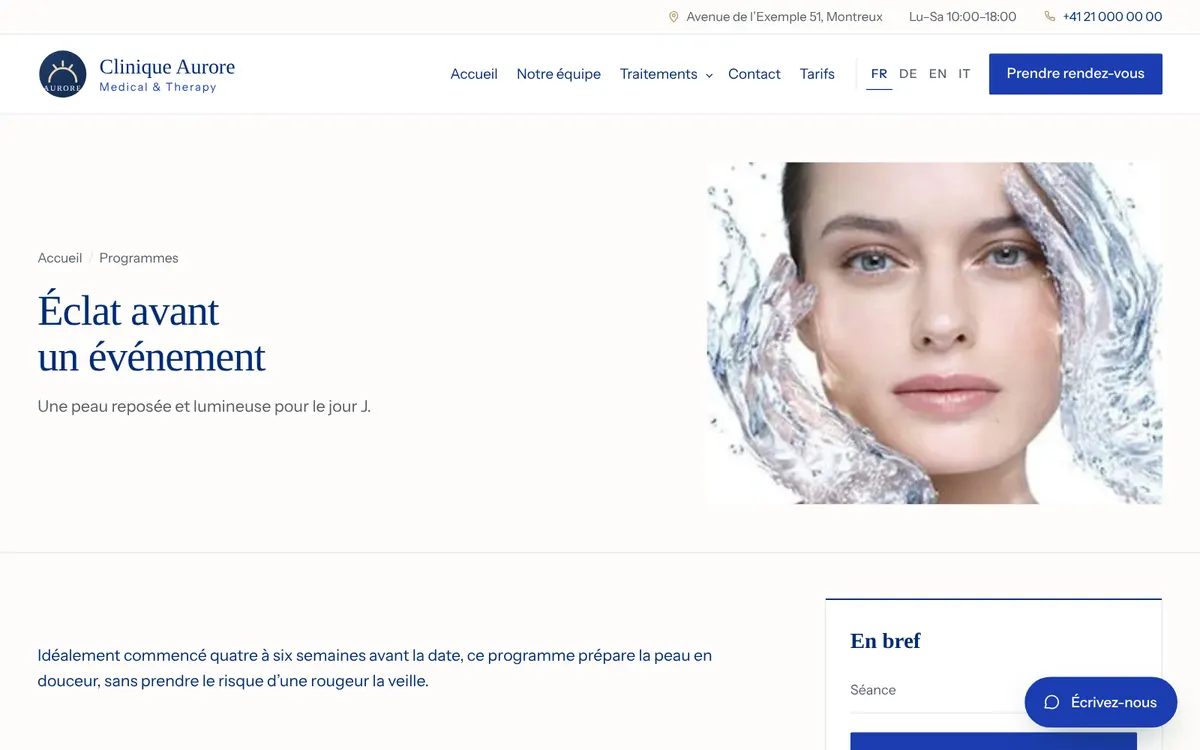 Avenue de l'Exemple 51, Montreux
Lu–Sa 10:00–18:00
+41 21 000 00 00
AURORE
Clinique Aurore
Medical & Therapy
Accueil
Notre équipe
Traitements
Contact
Tarifs
FR
DE
EN
IT
Prendre rendez-vous
Accueil / Programmes
Éclat avant
un événement
Une peau reposée et lumineuse pour le jour J.
Idéalement commencé quatre à six semaines avant la date, ce programme prépare la peau en
douceur, sans prendre le risque d’une rougeur la veille.
En bref
Séance
Écrivez-nous